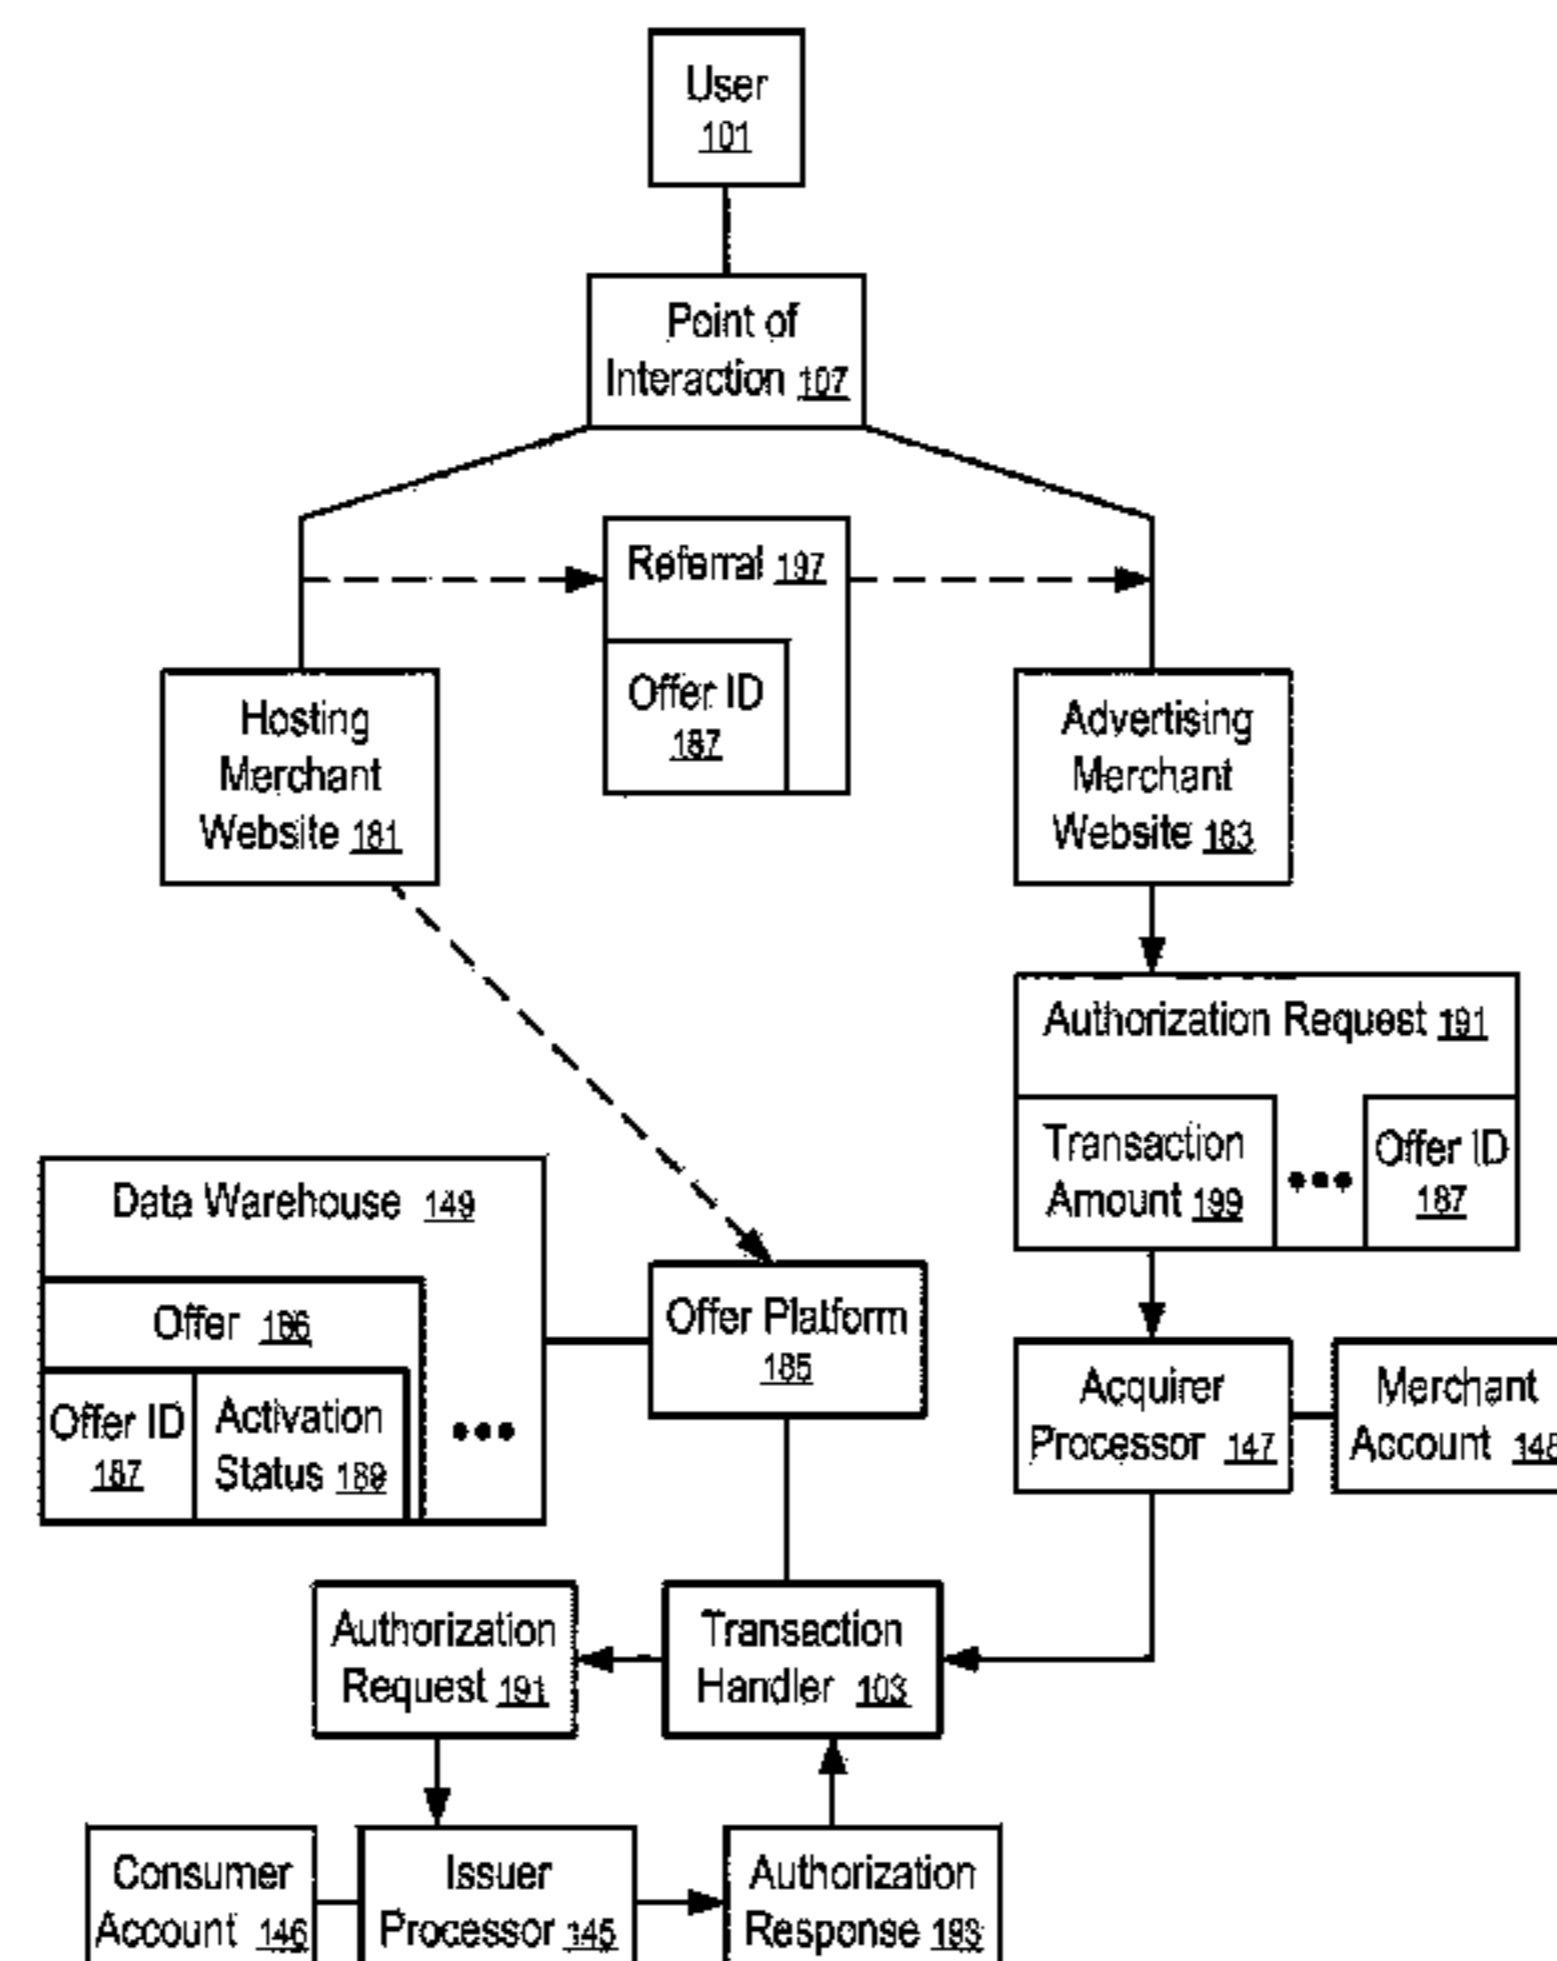 User
101
Point of
Interaction 107
Referral 197
Offer ID
187
Hosting
Merchant
Website 181
Advertising
Merchant
Website 183
Authorization Request 191
Transaction
Amount 199
•••
Offer ID
187
Data Warehouse 149
Offer 186
Offer ID
187
Activation
Status 189
•••
Offer Platform
185
Acquirer
Processor 147
Merchant
Account 148
Authorization
Request 191
Transaction
Handler 103
Consumer
Account 146
Issuer
Processor 145
Authorization
Response 193